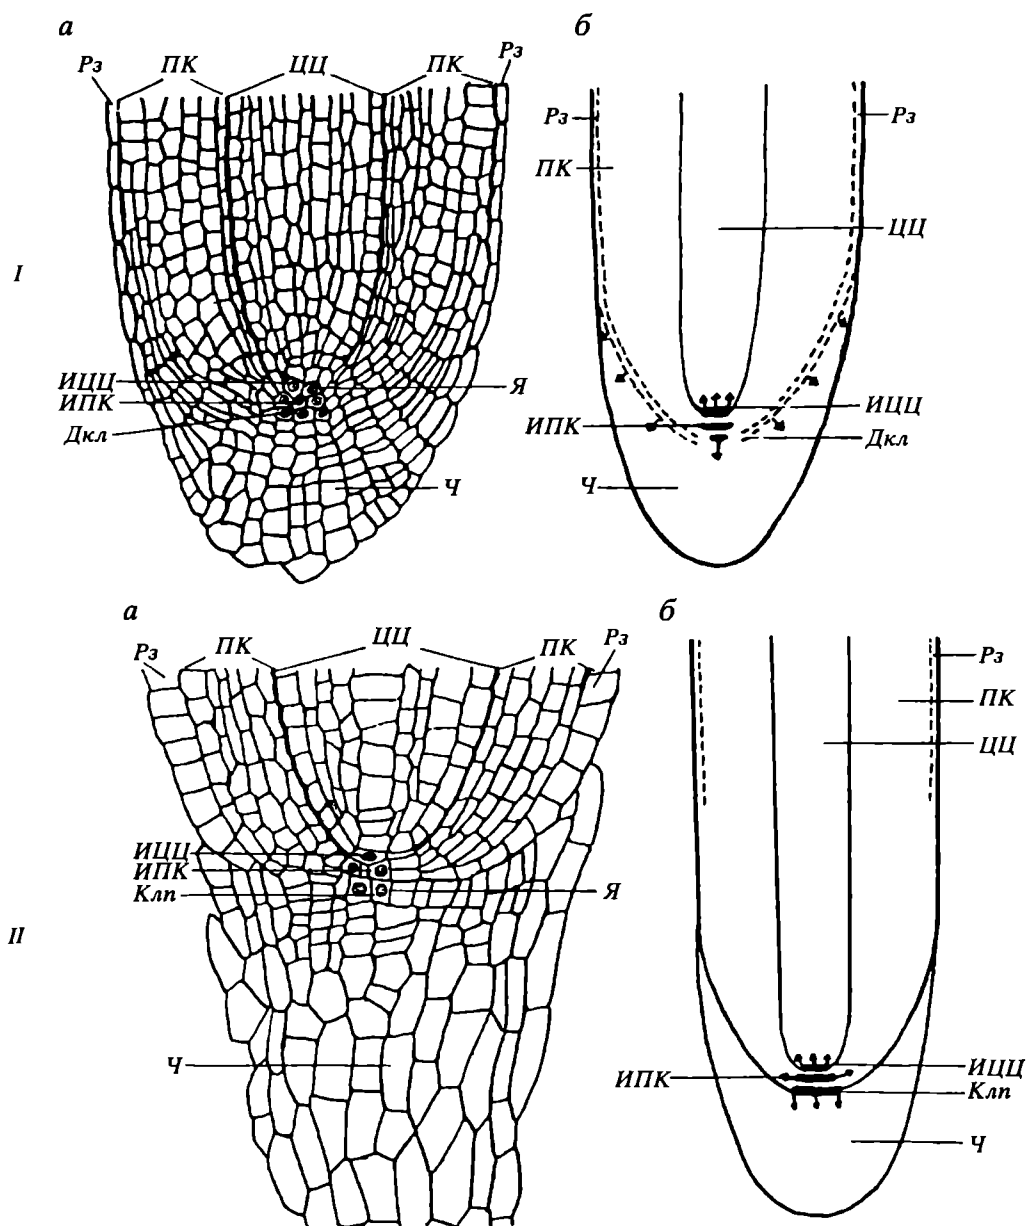 а
Рз ПК ЦЦ ПК Рз
I
ИЦЦ
ИПК
Дкл
Я
Ч
б
Рз Рз
ПК
ЦЦ
ИЦЦ
ИПК
Дкл
Ч
а
Рз ПК ЦЦ ПК Рз
II
ИЦЦ
ИПК
Клп
Я
Ч
б
Рз
ПК
ЦЦ
ИЦЦ
ИПК
Клп
Ч